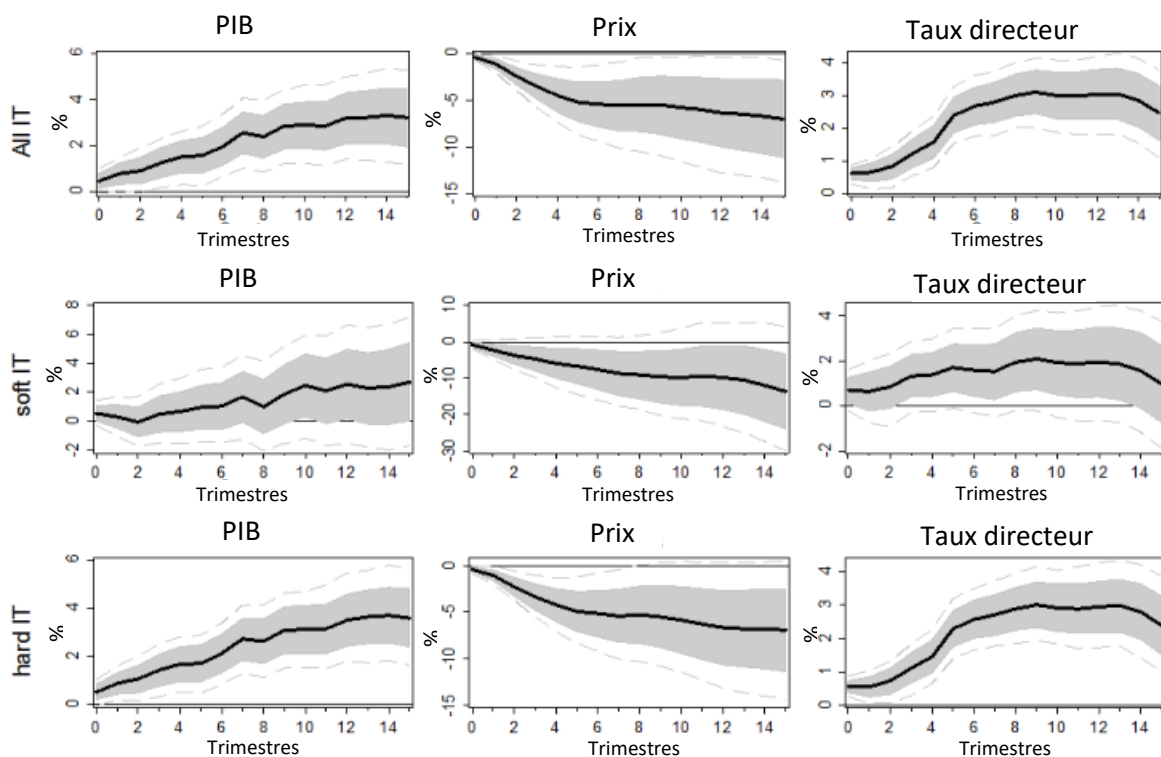 PIB Prix Taux directeur
All IT
%
0 2 4 6
0 2 4 6 8 10 12 14
Trimestres
%
-15 -10 -5 0
0 2 4 6 8 10 12 14
Trimestres
%
0 1 2 3 4
0 2 4 6 8 10 12 14
Trimestres
PIB Prix Taux directeur
soft IT
%
-2 0 2 4 6 8
0 2 4 6 8 10 12 14
Trimestres
%
-30 -20 -10 0 10
0 2 4 6 8 10 12 14
Trimestres
%
-2 0 2 4
0 2 4 6 8 10 12 14
Trimestres
PIB Prix Taux directeur
hard IT
%
0 2 4 6
0 2 4 6 8 10 12 14
Trimestres
%
-15 -10 -5 0
0 2 4 6 8 10 12 14
Trimestres
%
0 1 2 3 4
0 2 4 6 8 10 12 14
Trimestres